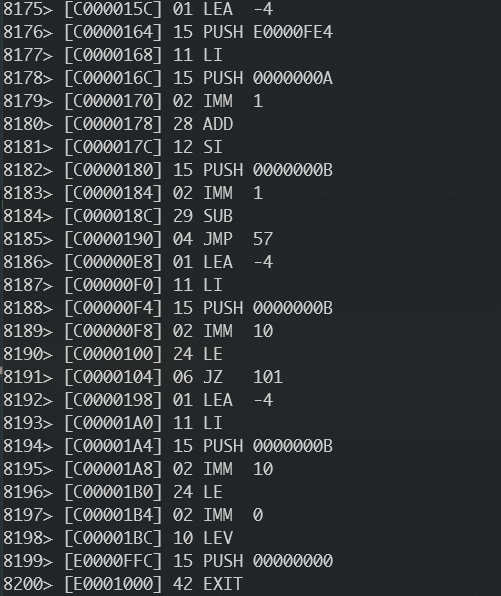 8175> [C000015C] 01 LEA  -4
8176> [C0000164] 15 PUSH E0000FE4
8177> [C0000168] 11 LI
8178> [C000016C] 15 PUSH 0000000A
8179> [C0000170] 02 IMM  1
8180> [C0000178] 28 ADD
8181> [C000017C] 12 SI
8182> [C0000180] 15 PUSH 0000000B
8183> [C0000184] 02 IMM  1
8184> [C000018C] 29 SUB
8185> [C0000190] 04 JMP  57
8186> [C00000E8] 01 LEA  -4
8187> [C00000F0] 11 LI
8188> [C00000F4] 15 PUSH 0000000B
8189> [C00000F8] 02 IMM  10
8190> [C0000100] 24 LE
8191> [C0000104] 06 JZ   101
8192> [C0000198] 01 LEA  -4
8193> [C00001A0] 11 LI
8194> [C00001A4] 15 PUSH 0000000B
8195> [C00001A8] 02 IMM  10
8196> [C00001B0] 24 LE
8197> [C00001B4] 02 IMM  0
8198> [C00001BC] 10 LEV
8199> [E0000FFC] 15 PUSH 00000000
8200> [E0001000] 42 EXIT